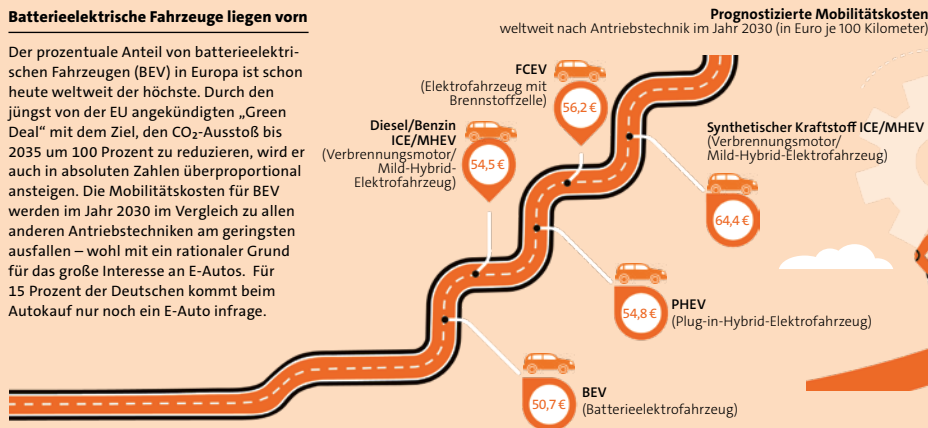 Batterieelektrische Fahrzeuge liegen vorn
Der prozentuale Anteil von batterieelektri-
schen Fahrzeugen (BEV) in Europa ist schon
heute weltweit der höchste. Durch den
jüngst von der EU angekündigten „Green
Deal“ mit dem Ziel, den CO₂-Ausstoß bis
2035 um 100 Prozent zu reduzieren, wird er
auch in absoluten Zahlen überproportional
ansteigen. Die Mobilitätskosten für BEV
werden im Jahr 2030 im Vergleich zu allen
anderen Antriebstechniken am geringsten
ausfallen – wohl mit ein rationaler Grund
für das große Interesse an E-Autos. Für
15 Prozent der Deutschen kommt beim
Autokauf nur noch ein E-Auto infrage.
Prognostizierte Mobilitätskosten
weltweit nach Antriebstechnik im Jahr 2030 (in Euro je 100 Kilometer)
FCEV
(Elektrofahrzeug mit
Brennstoffzelle)
56,2 €
Diesel/Benzin
ICE/MHEV
(Verbrennungsmotor/
Mild-Hybrid-
Elektrofahrzeug)
54,5 €
Synthetischer Kraftstoff ICE/MHEV
(Verbrennungsmotor/
Mild-Hybrid-Elektrofahrzeug)
64,4 €
PHEV
(Plug-in-Hybrid-Elektrofahrzeug)
54,8 €
BEV
(Batterieelektrofahrzeug)
50,7 €